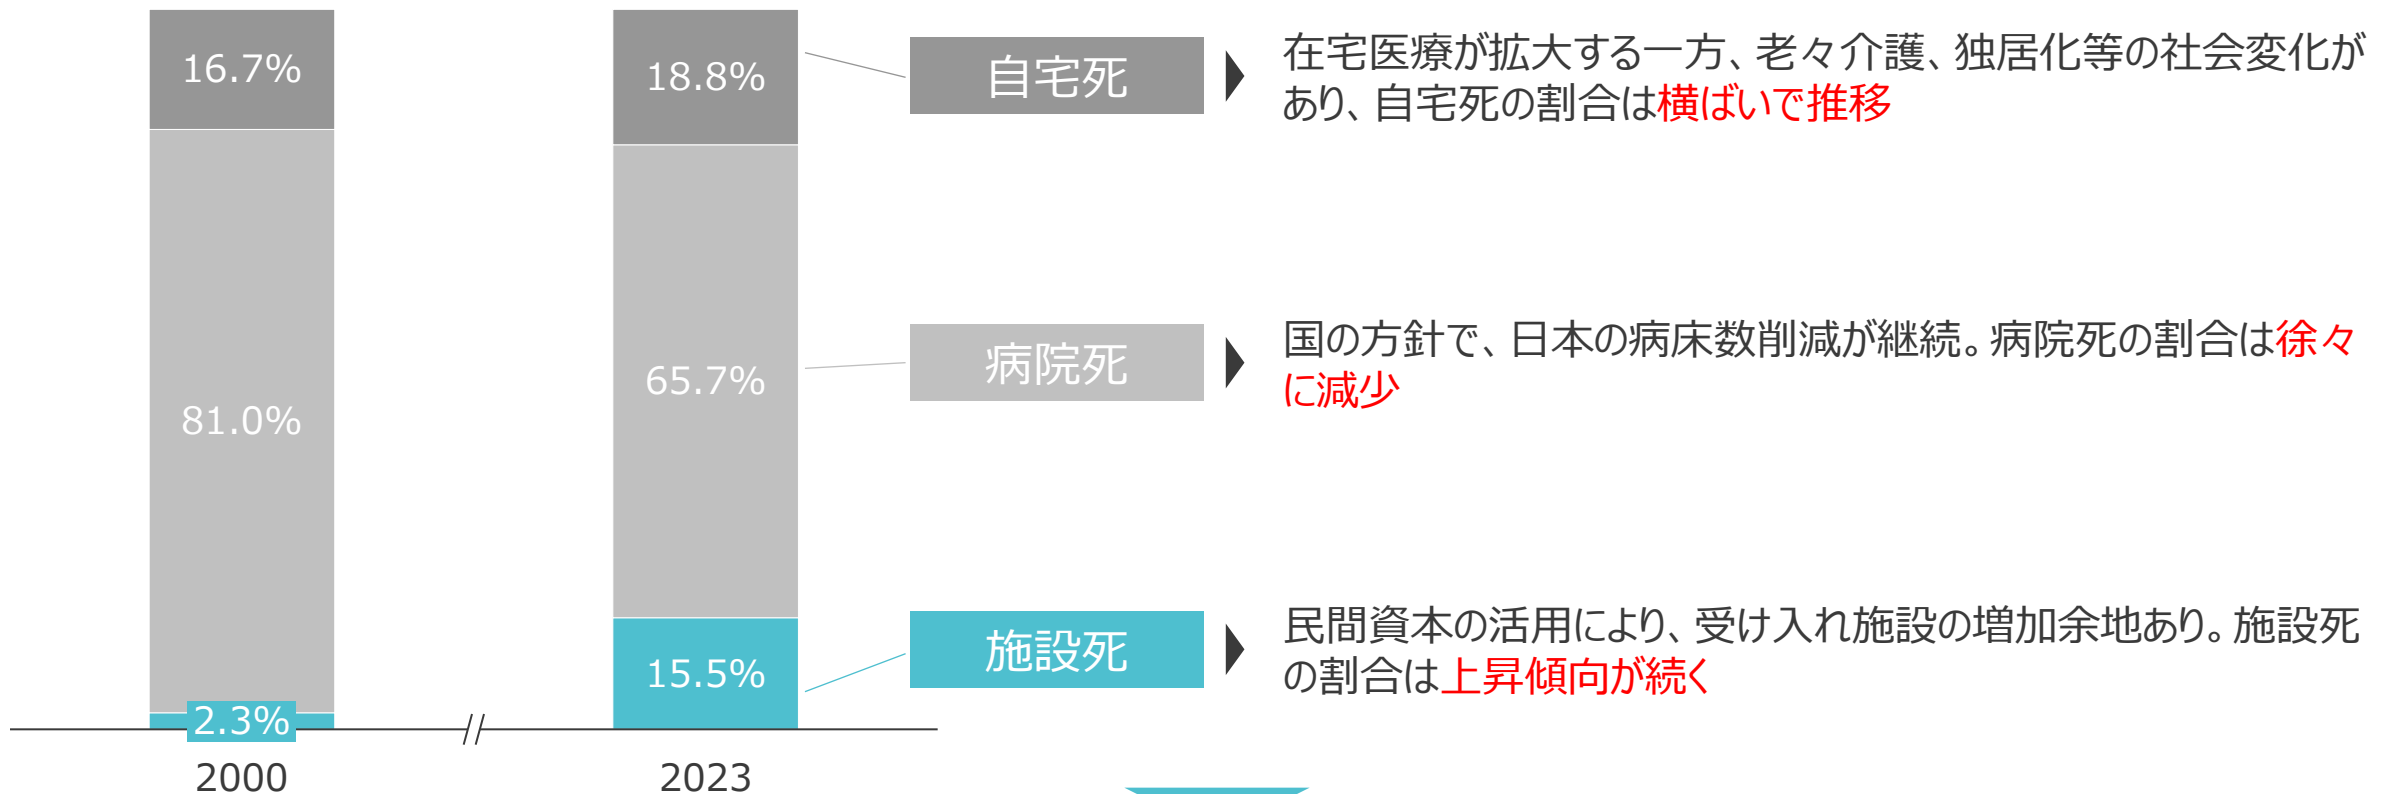 16.7%
81.0%
2.3%
2000
18.8%
65.7%
15.5%
2023
自宅死
在宅医療が拡大する一方、老々介護、独居化等の社会変化が
あり、自宅死の割合は横ばいで推移
病院死
国の方針で、日本の病床数削減が継続。病院死の割合は徐々
に減少
施設死
民間資本の活用により、受け入れ施設の増加余地あり。施設死
の割合は上昇傾向が続く